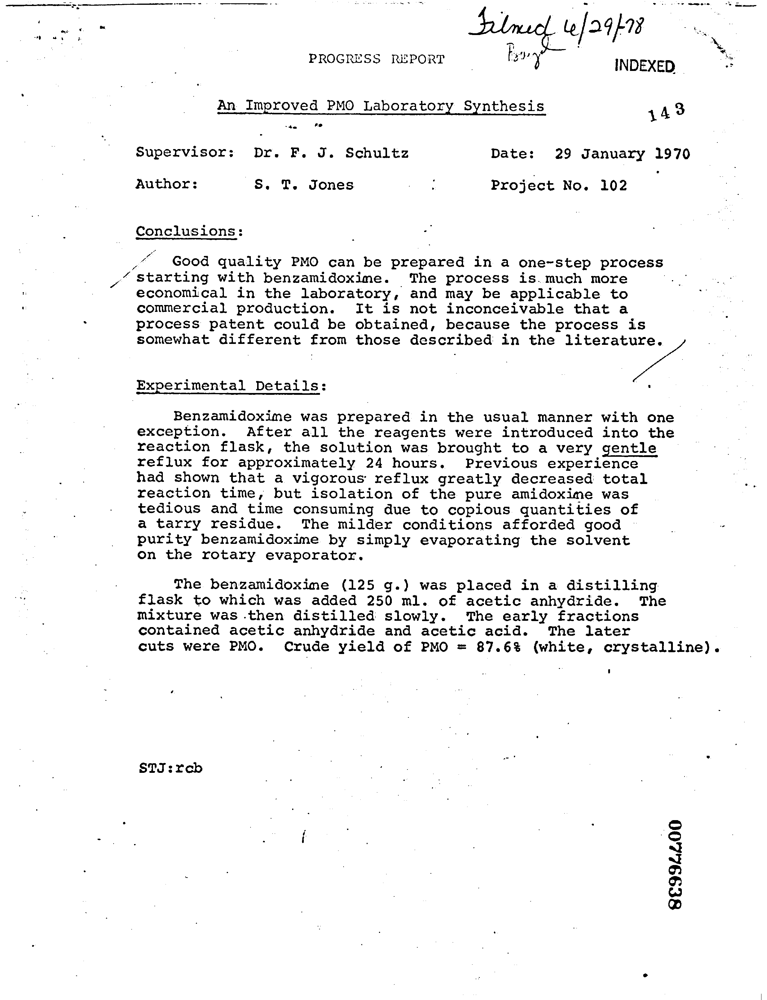 Filmed 6/29/78
PROGRESS REPORT
INDEXED
An Improved PMO Laboratory Synthesis
143
Supervisor: Dr. F. J. Schultz Date: 29 January 1970
Author: S. T. Jones Project No. 102
Conclusions:
Good quality PMO can be prepared in a one-step process
starting with benzamidoxime. The process is much more
economical in the laboratory, and may be applicable to
commercial production. It is not inconceivable that a
process patent could be obtained, because the process is
somewhat different from those described in the literature.
Experimental Details:
Benzamidoxime was prepared in the usual manner with one
exception. After all the reagents were introduced into the
reaction flask, the solution was brought to a very gentle
reflux for approximately 24 hours. Previous experience
had shown that a vigorous reflux greatly decreased total
reaction time, but isolation of the pure amidoxime was
tedious and time consuming due to copious quantities of
a tarry residue. The milder conditions afforded good
purity benzamidoxime by simply evaporating the solvent
on the rotary evaporator.
The benzamidoxime (125 g.) was placed in a distilling
flask to which was added 250 ml. of acetic anhydride. The
mixture was then distilled slowly. The early fractions
contained acetic anhydride and acetic acid. The later
cuts were PMO. Crude yield of PMO = 87.6% (white, crystalline).
STJ:rcb
00776638